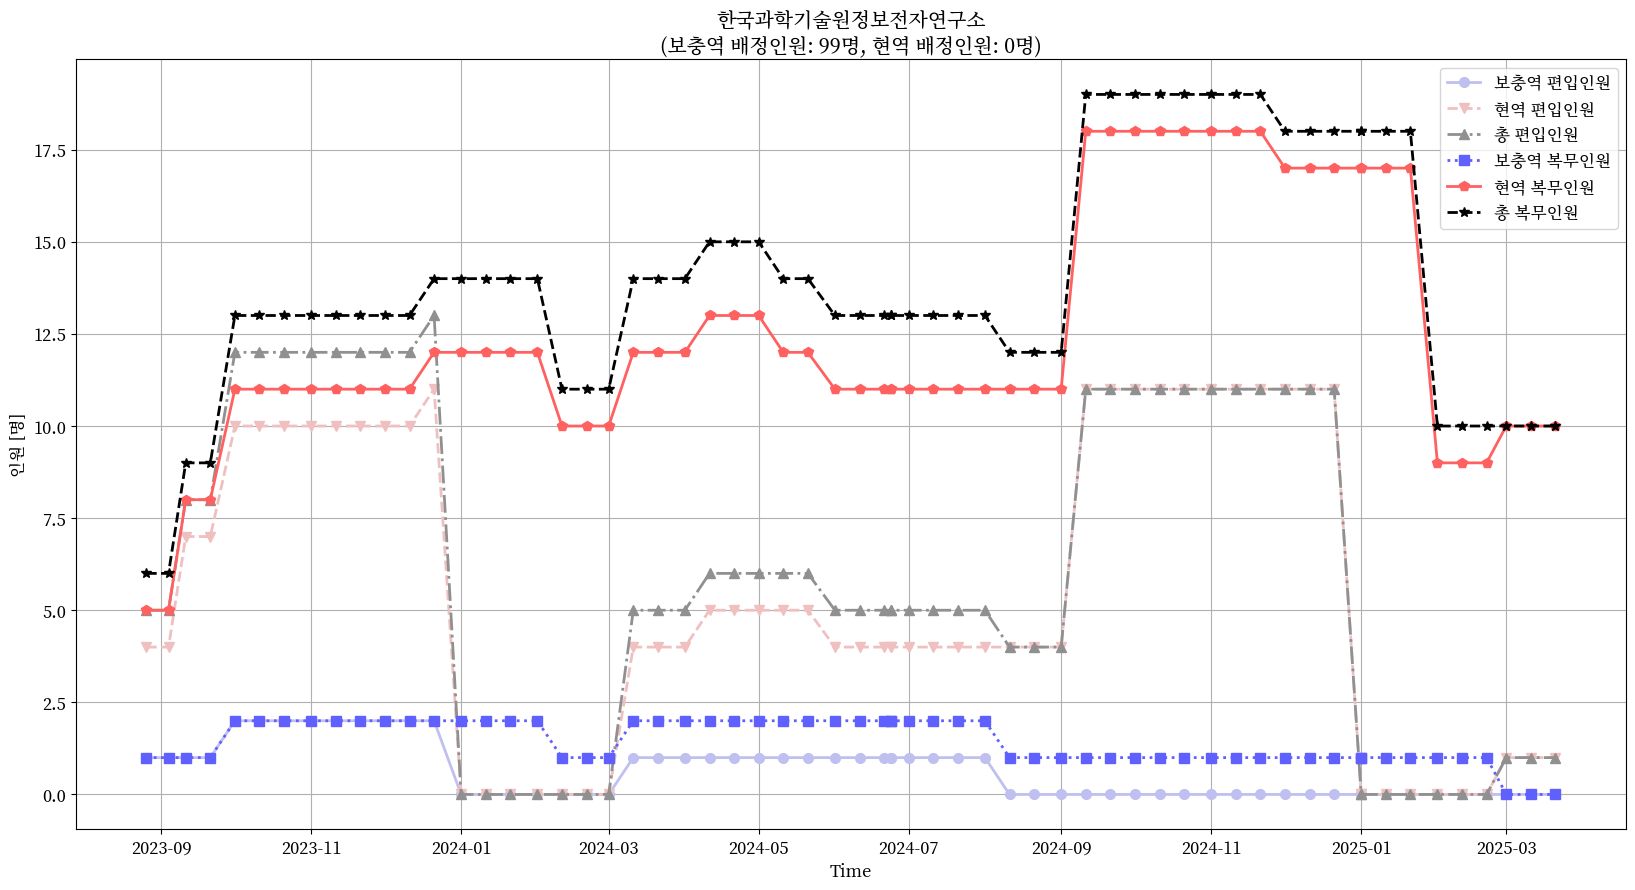 한국과학기술원정보전자연구소
(보충역 배정인원: 99명, 현역 배정인원: 0명)
보충역 편입인원
현역 편입인원
총 편입인원
보충역 복무인원
현역 복무인원
총 복무인원
인원 [명]
17.5
15.0
12.5
10.0
7.5
5.0
2.5
0.0
2023-09 2023-11 2024-01 2024-03 2024-05 2024-07 2024-09 2024-11 2025-01 2025-03
Time